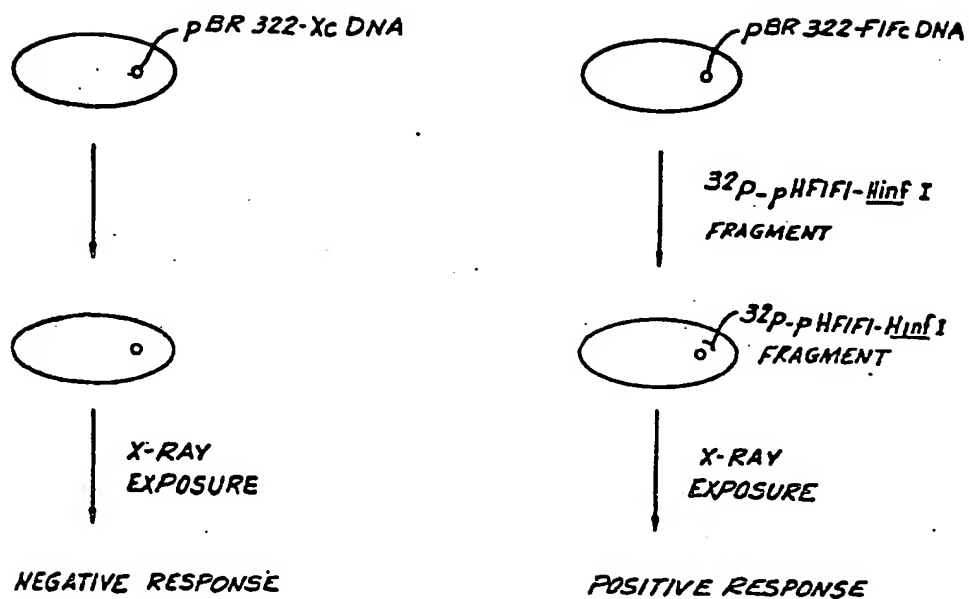 pBR 322-Xc DNA
pBR 322-FIFc DNA
32P-pHFIFI-Hinf I
FRAGMENT
32P-pHFIFI-Hinf I
FRAGMENT
X-RAY
EXPOSURE
X-RAY
EXPOSURE
NEGATIVE RESPONSE
POSITIVE RESPONSE